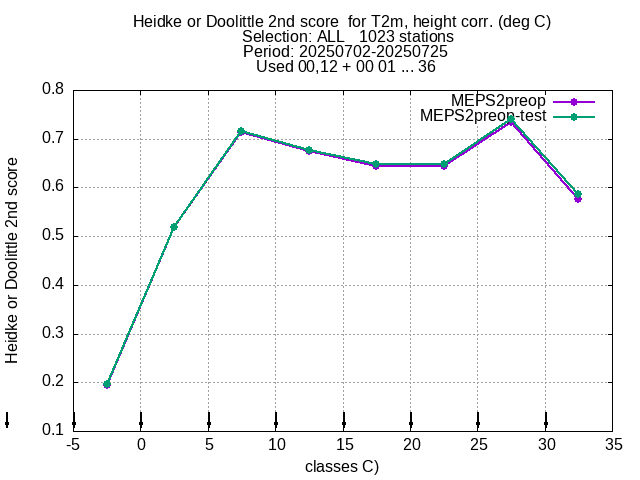 Heidke or Doolittle 2nd score  for T2m, height corr. (deg C)
Selection: ALL   1023 stations
Period: 20250702-20250725
Used 00,12 + 00 01 ... 36
MEPS2preop
MEPS2preop-test
Heidke or Doolittle 2nd score
0.8
0.7
0.6
0.5
0.4
0.3
0.2
0.1
-5 0 5 10 15 20 25 30 35
classes C)